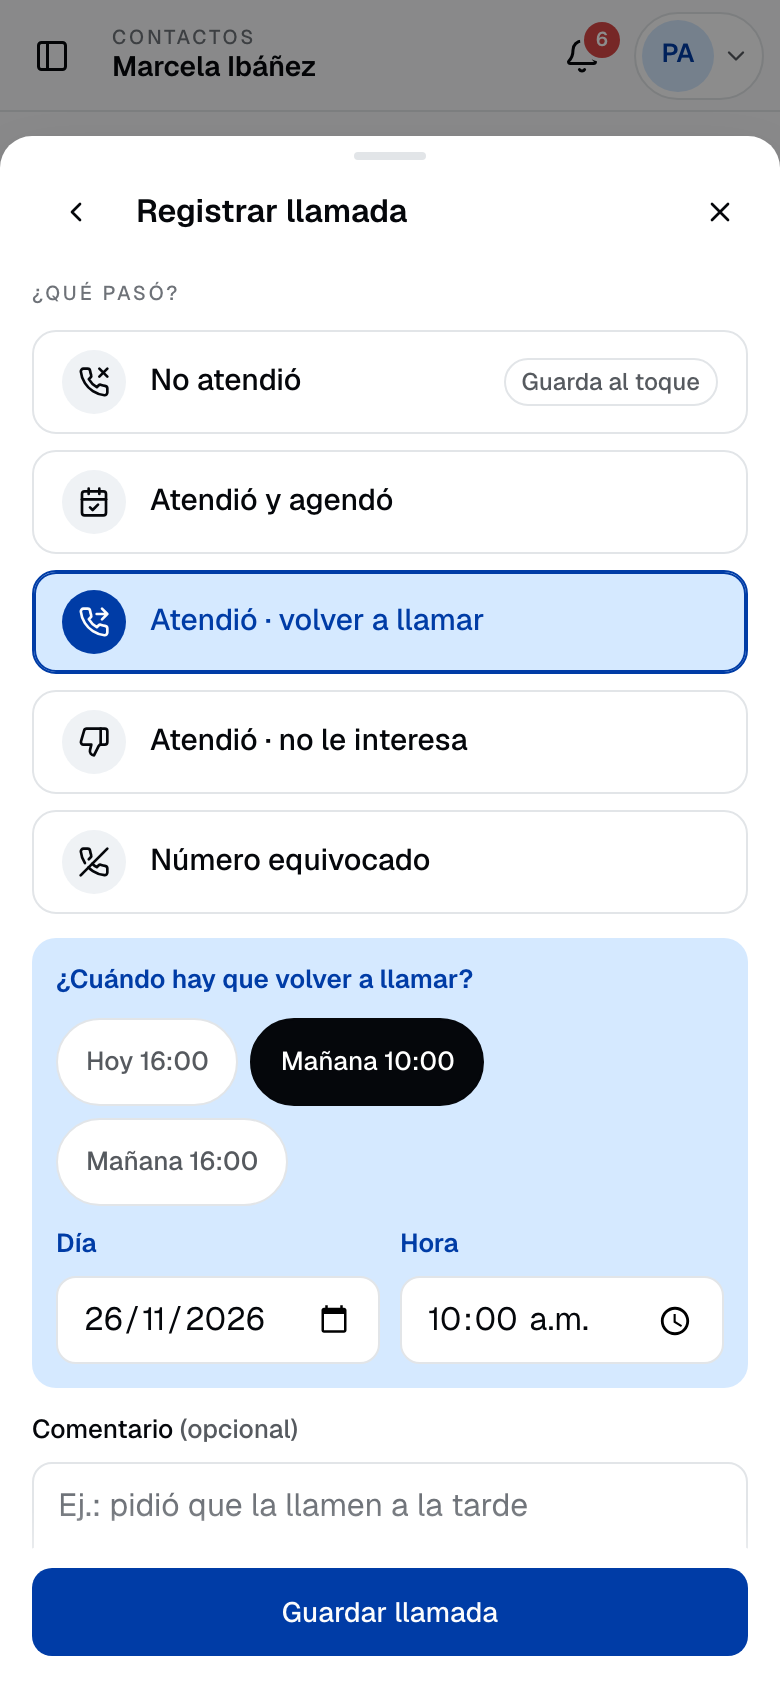 CONTACTOS
Marcela Ibáñez
6
PA
Registrar llamada
¿QUÉ PASÓ?
No atendió
Guarda al toque
Atendió y agendó
Atendió · volver a llamar
Atendió · no le interesa
Número equivocado
¿Cuándo hay que volver a llamar?
Hoy 16:00
Mañana 10:00
Mañana 16:00
Día
Hora
26/11/2026
10:00 a.m.
Comentario (opcional)
Ej.: pidió que la llamen a la tarde
Guardar llamada